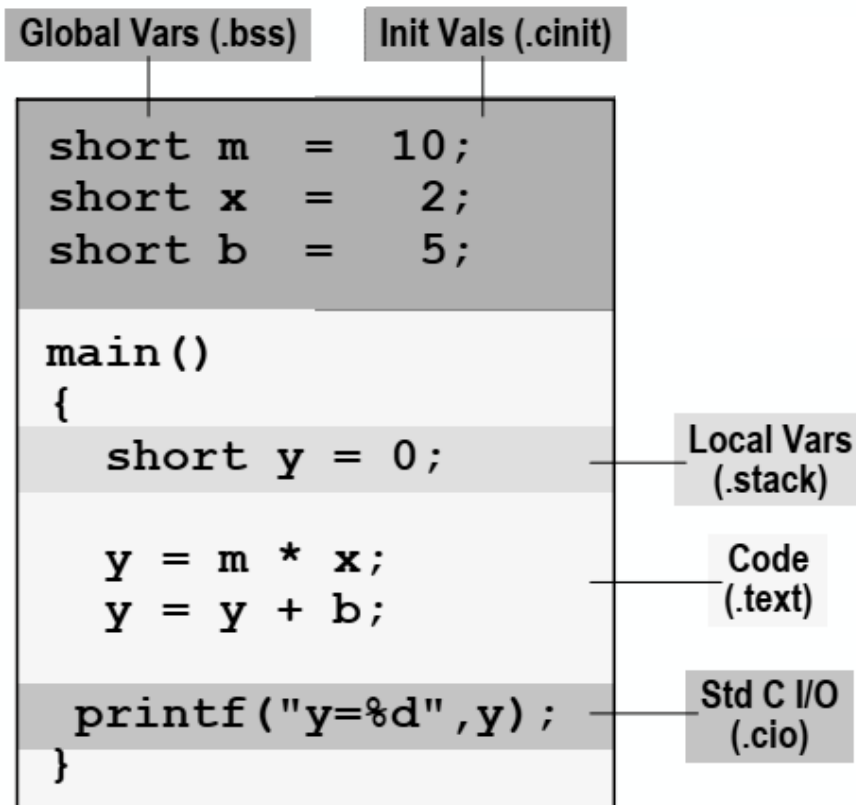 Global Vars (.bss) Init Vals (.cinit)
short m  =  10;
short x  =   2;
short b  =   5;
main()
{
short y = 0;
Local Vars
(.stack)
y = m * x;
y = y + b;
Code
(.text)
printf("y=%d",y);
Std C I/O
(.cio)
}